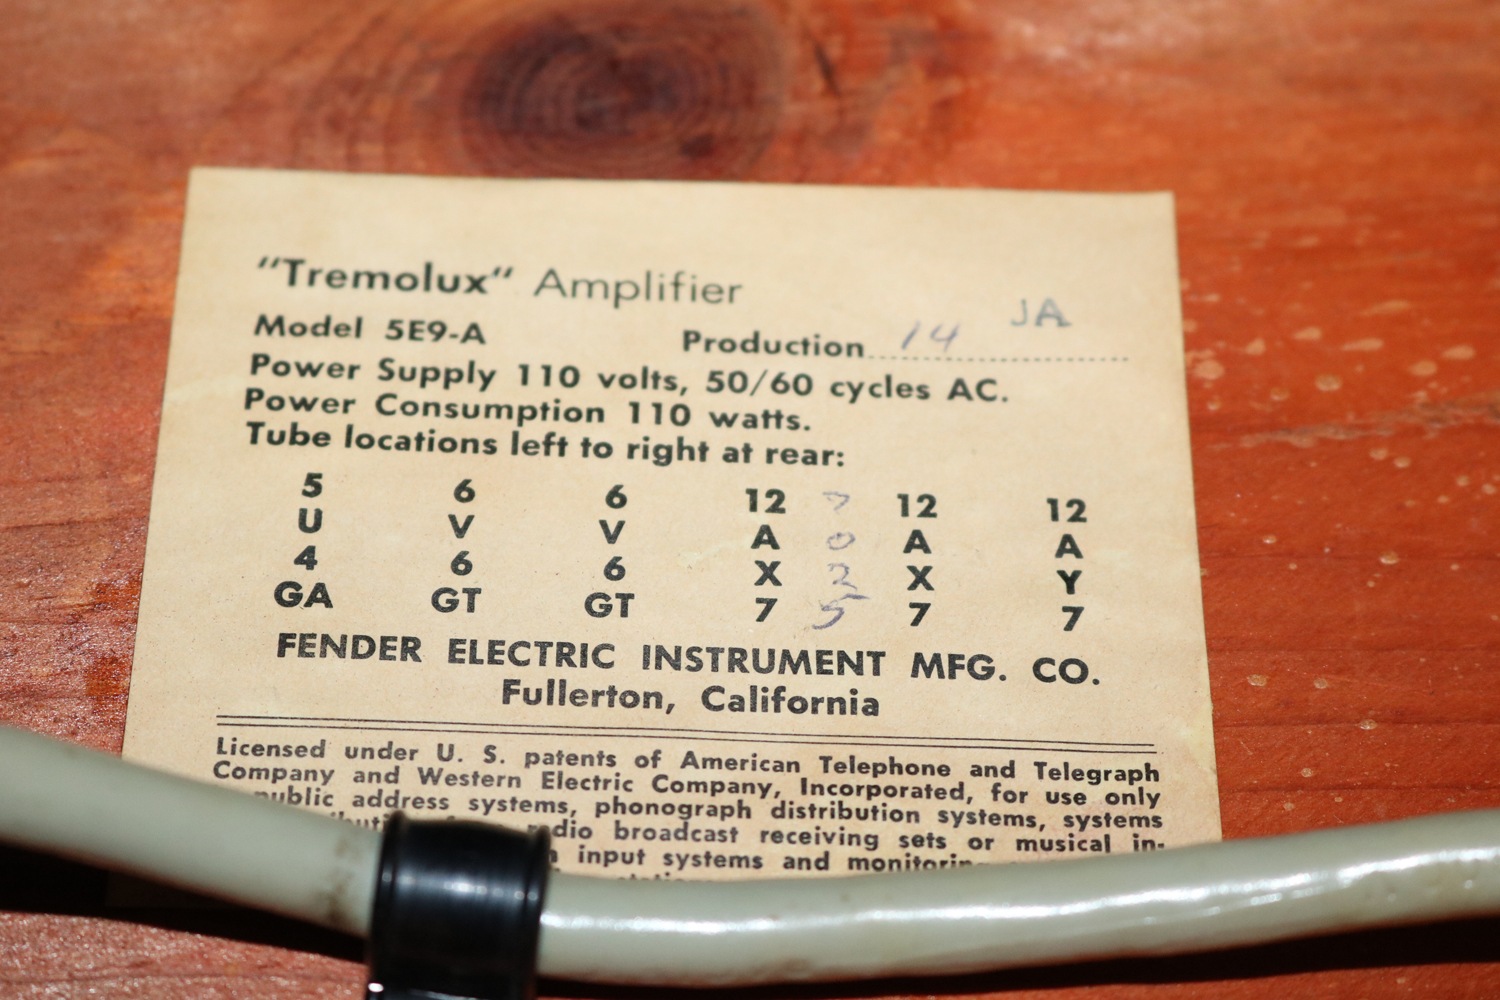 "Tremolux" Amplifier
JA
Model 5E9-A Production 14
Power Supply 110 volts, 50/60 cycles AC.
Power Consumption 110 watts.
Tube locations left to right at rear:
5 6 6 12 7 12 12
U V V A 0 A A
4 6 6 X 2 X Y
GA GT GT 7 5 7 7
FENDER ELECTRIC INSTRUMENT MFG. CO.
Fullerton, California
Licensed under U. S. patents of American Telephone and Telegraph
Company and Western Electric Company, Incorporated, for use only
public address systems, phonograph distribution systems, systems
radio broadcast receiving sets or musical in-
input systems and monitoring